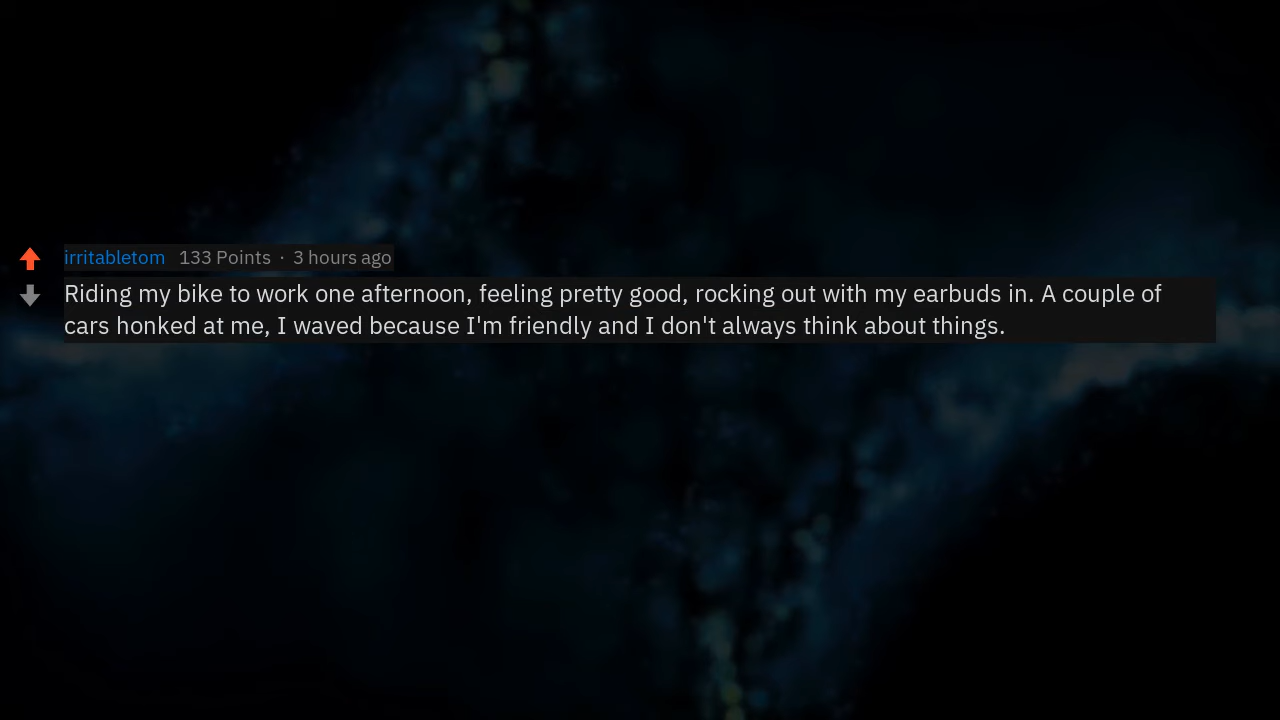 irritabletom 133 Points · 3 hours ago
Riding my bike to work one afternoon, feeling pretty good, rocking out with my earbuds in. A couple of
cars honked at me, I waved because I'm friendly and I don't always think about things.